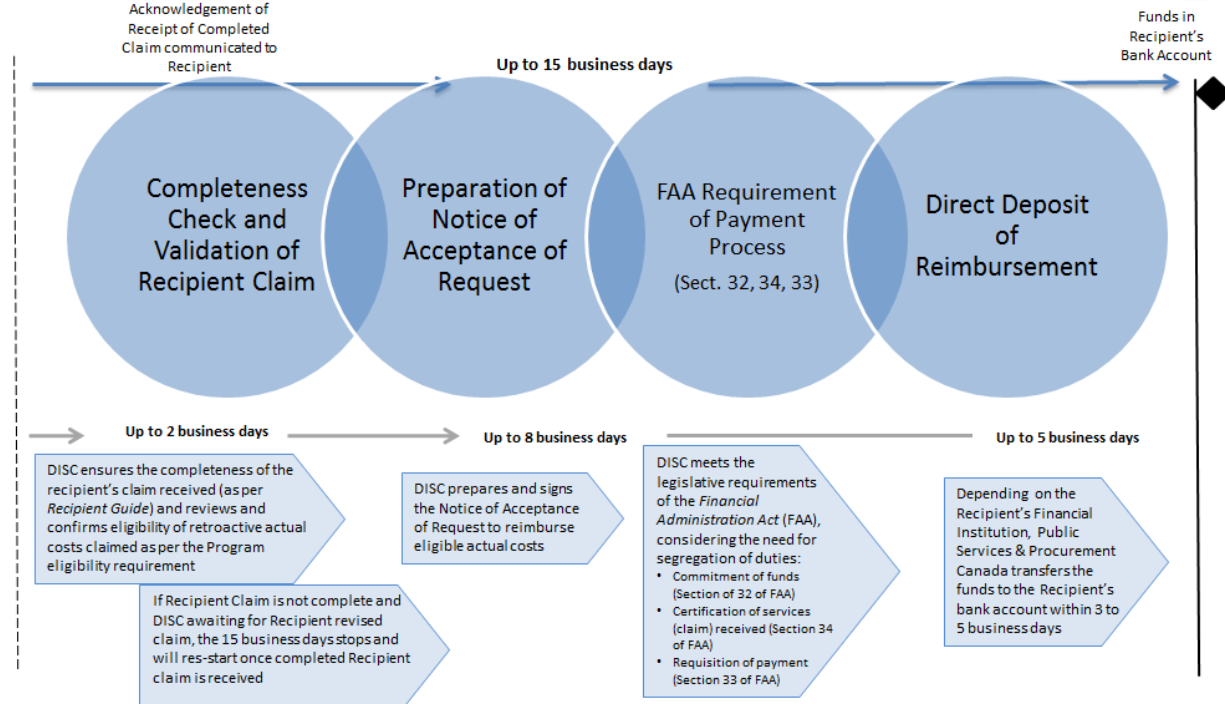 Acknowledgement of
Receipt of Completed
Claim communicated to
Recipient
Up to 15 business days
Funds in
Recipient's
Bank Account
Completeness
Check and
Validation of
Recipient Claim
Preparation of
Notice of
Acceptance of
Request
FAA Requirement
of Payment
Process
(Sect. 32, 34, 33)
Direct Deposit
of
Reimbursement
Up to 2 business days
Up to 8 business days
Up to 5 business days
DISC ensures the completeness of the
recipient's claim received (as per
Recipient Guide) and reviews and
confirms eligibility of retroactive actual
costs claimed as per the Program
eligibility requirement
If Recipient Claim is not complete and
DISC awaiting for Recipient revised
claim, the 15 business days stops and
will res-start once completed Recipient
claim is received
DISC prepares and signs
the Notice of Acceptance
of Request to reimburse
eligible actual costs
DISC meets the
legislative requirements
of the Financial
Administration Act (FAA),
considering the need for
segregation of duties:
• Commitment of funds
(Section of 32 of FAA)
• Certification of services
(claim) received (Section 34
of FAA)
• Requisition of payment
(Section 33 of FAA)
Depending on the
Recipient's Financial
Institution, Public
Services & Procurement
Canada transfers the
funds to the Recipient's
bank account within 3 to
5 business days